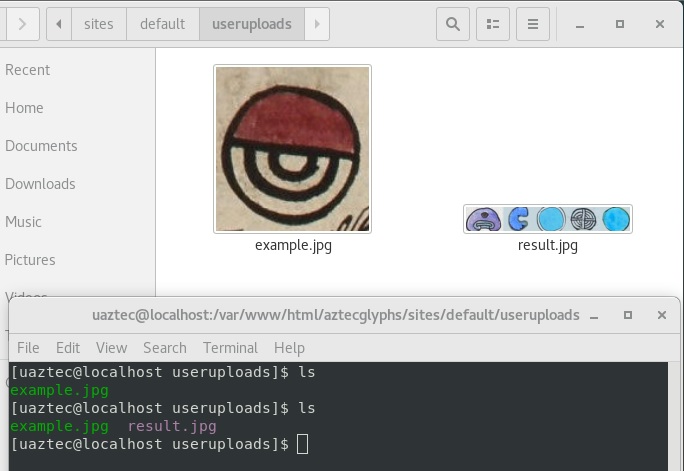 sites default useruploads
Recent
Home
Documents
Downloads
Music
Pictures
Videos
example.jpg
result.jpg
uaztec@localhost:/var/www/html/aztecglyphs/sites/default/useruploads
File Edit View Search Terminal Help
[uaztec@localhost useruploads]$ ls
example.jpg
[uaztec@localhost useruploads]$ ls
example.jpg result.jpg
[uaztec@localhost useruploads]$